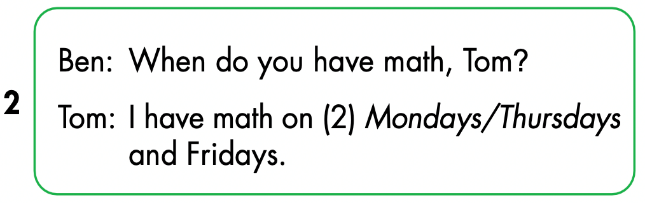 2
Ben: When do you have math, Tom?
Tom: I have math on (2) Mondays/Thursdays
and Fridays.